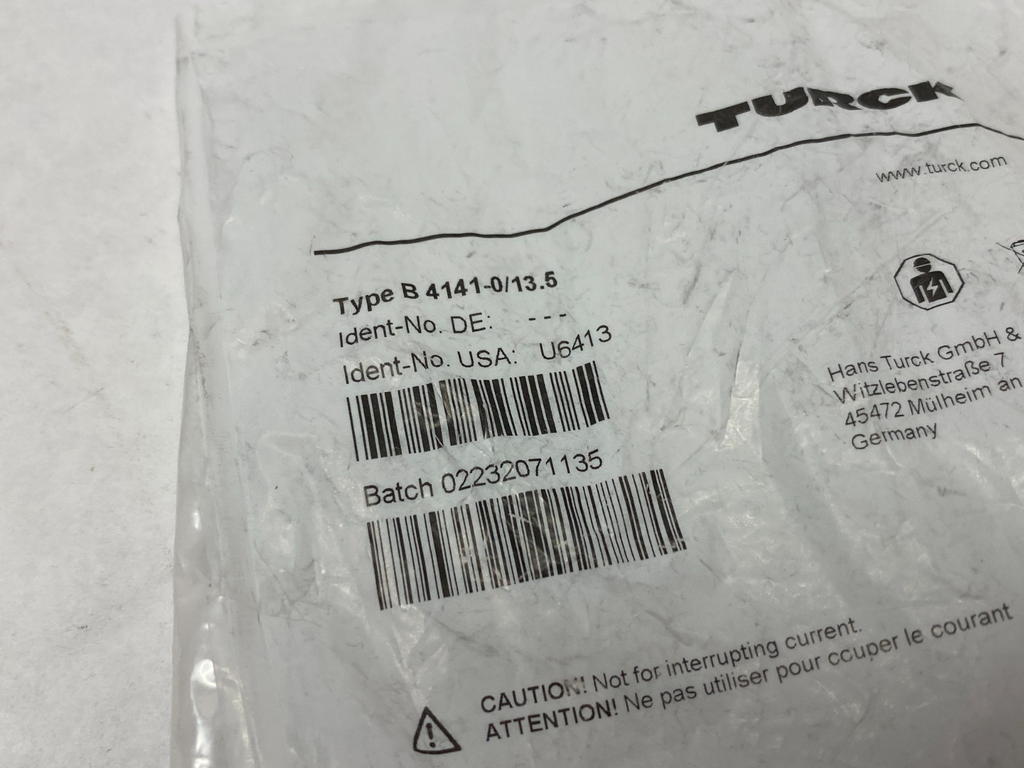 TURCK
www.turck.com
Type B 4141-0/13.5
Ident-No. DE: - - -
Ident-No. USA: U6413
Batch 02232071135
Hans Turck GmbH &
Witzlebenstraße 7
45472 Mülheim an
Germany
CAUTION! Not for interrupting current.
ATTENTION! Ne pas utiliser pour couper le courant